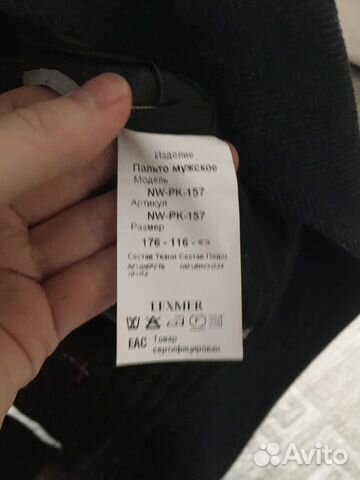 Изделие
Пальто мужское
Модель
NW-PK-157
Артикул
NW-PK-157
Размер
176 - 116 - <>
Состав Ткани Состав Подкл
LEXMER
EAC Товар
сертифицирован
Avito